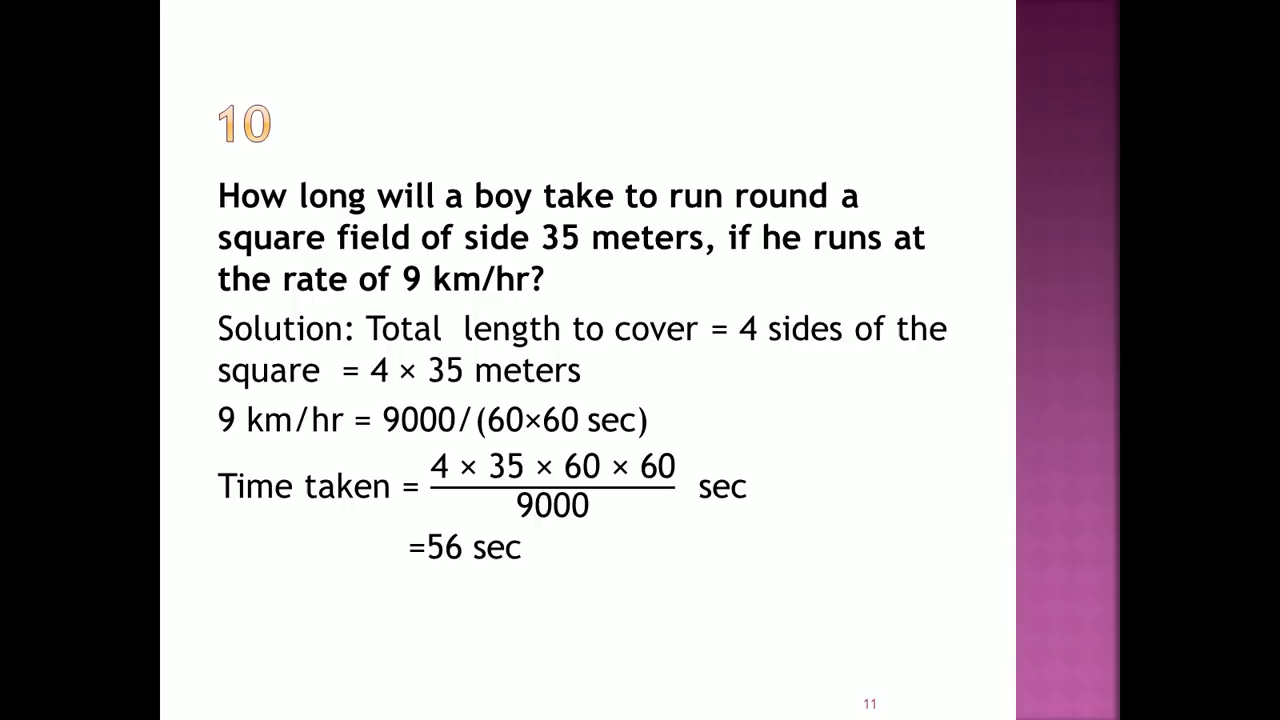 10
How long will a boy take to run round a
square field of side 35 meters, if he runs at
the rate of 9 km/hr?
Solution: Total length to cover = 4 sides of the
square = 4 × 35 meters
9 km/hr = 9000/(60×60 sec)
Time taken = 4 × 35 × 60 × 60 / 9000 sec
=56 sec
11